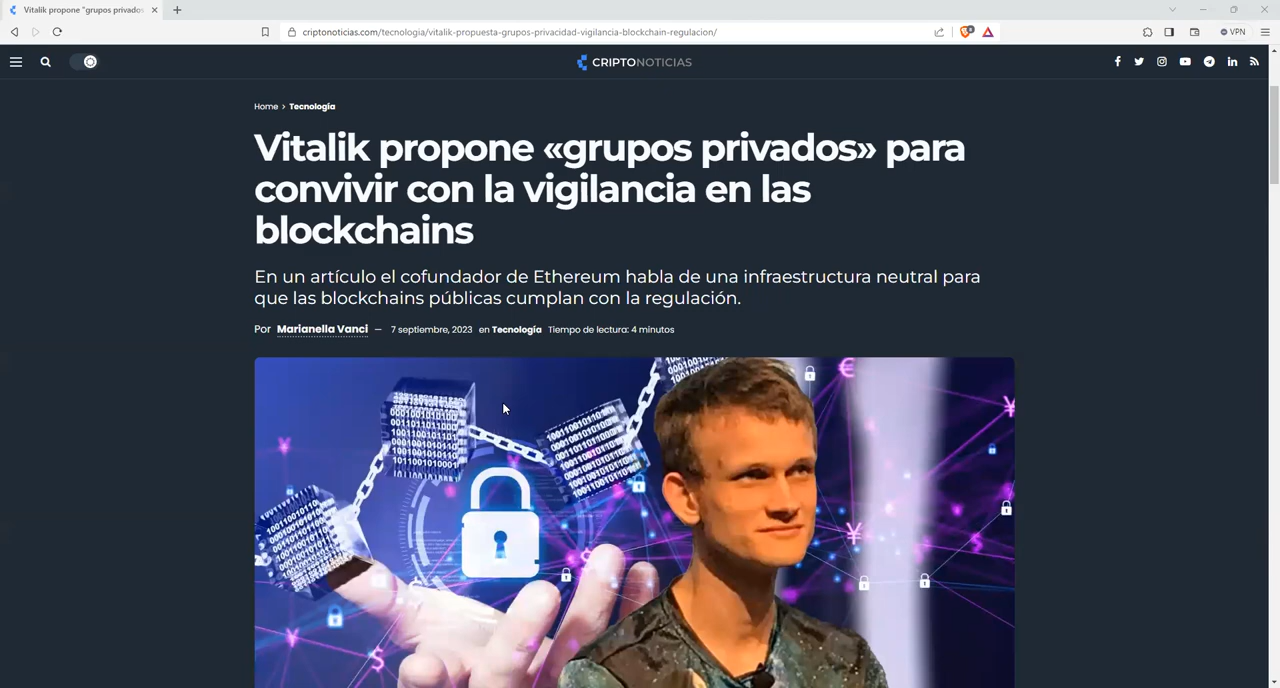 Vitalik propone "grupos privados
criptonoticias.com/tecnologia/vitalik-propuesta-grupos-privacidad-vigilancia-blockchain-regulacion/
VPN
CRIPTONOTICIAS
Home > Tecnología
Vitalik propone «grupos privados» para
convivir con la vigilancia en las
blockchains
En un artículo el cofundador de Ethereum habla de una infraestructura neutral para
que las blockchains públicas cumplan con la regulación.
Por Marianella Vanci — 7 septiembre, 2023 en Tecnología Tiempo de lectura: 4 minutos